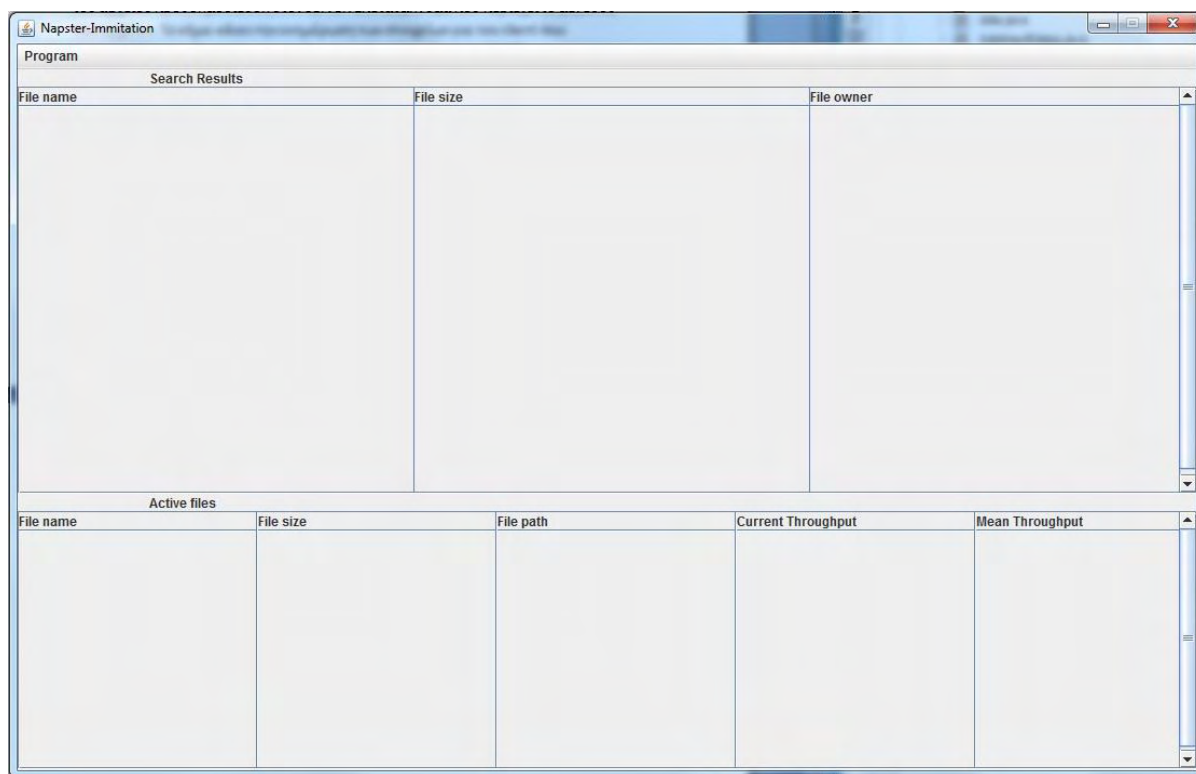 Napster-Immitation
Program
Search Results
File name File size File owner
Active files
File name File size File path Current Throughput Mean Throughput